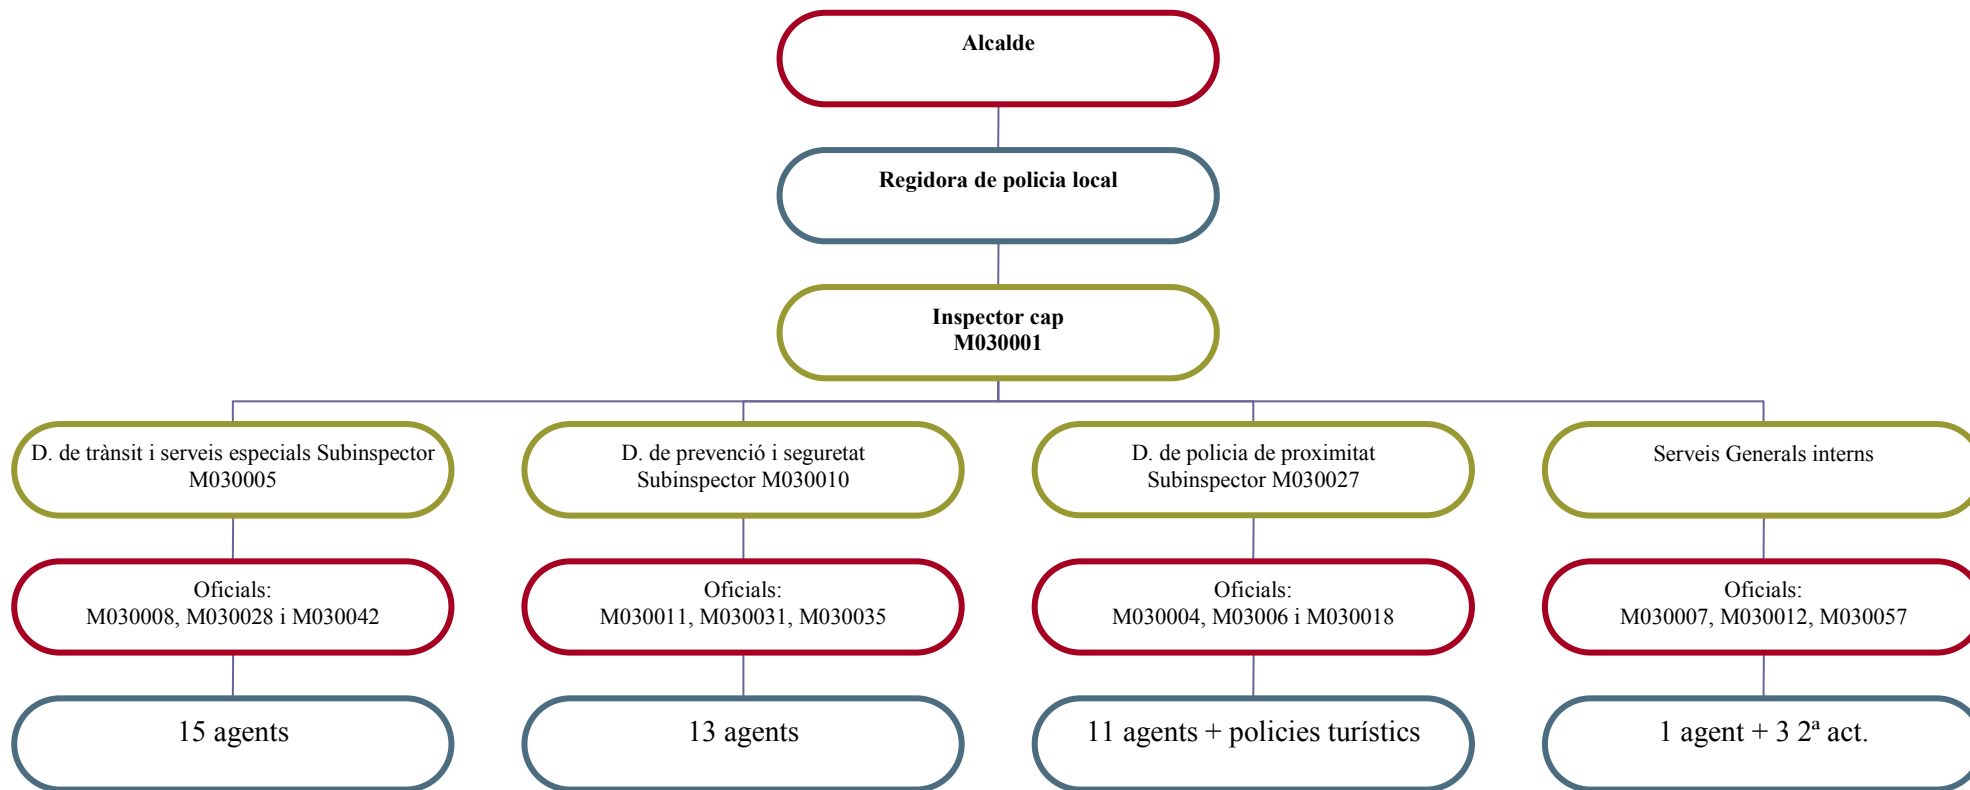 Alcalde
Regidora de policia local
Inspector cap
M030001
D. de trànsit i serveis especials Subinspector
M030005
D. de prevenció i seguretat
Subinspector M030010
D. de policia de proximitat
Subinspector M030027
Serveis Generals interns
Oficials:
M030008, M030028 i M030042
Oficials:
M030011, M030031, M030035
Oficials:
M030004, M03006 i M030018
Oficials:
M030007, M030012, M030057
15 agents
13 agents
11 agents + policies turístics
1 agent + 3 2ª act.